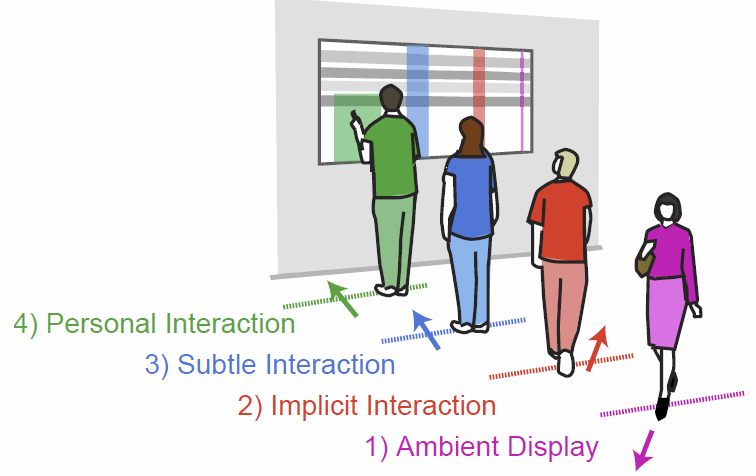 4) Personal Interaction
3) Subtle Interaction
2) Implicit Interaction
1) Ambient Display